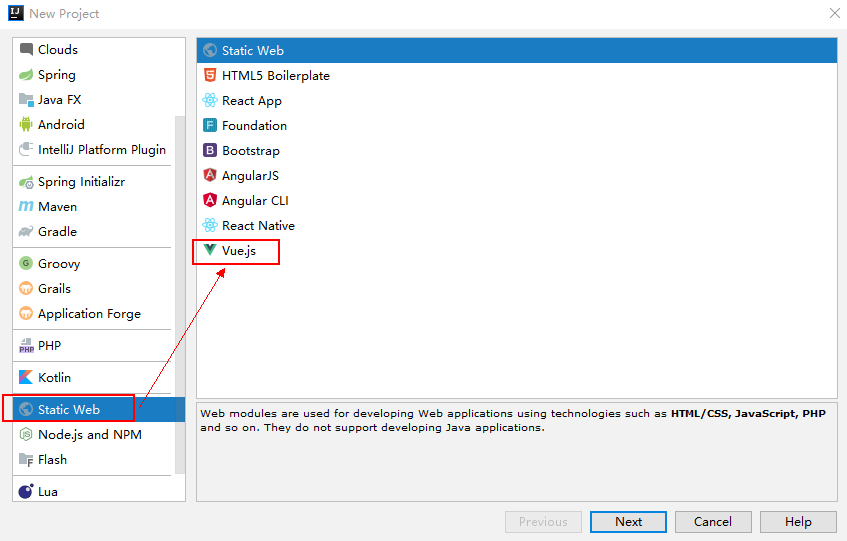 New Project
Clouds
Spring
Java FX
Android
IntelliJ Platform Plugin
Spring Initializr
Maven
Gradle
Groovy
Grails
Application Forge
PHP
Kotlin
Static Web
Node.js and NPM
Flash
Lua
Static Web
HTML5 Boilerplate
React App
Foundation
Bootstrap
AngularJS
Angular CLI
React Native
Vue.js
Web modules are used for developing Web applications using technologies such as HTML/CSS, JavaScript, PHP
and so on. They do not support developing Java applications.
Previous
Next
Cancel
Help